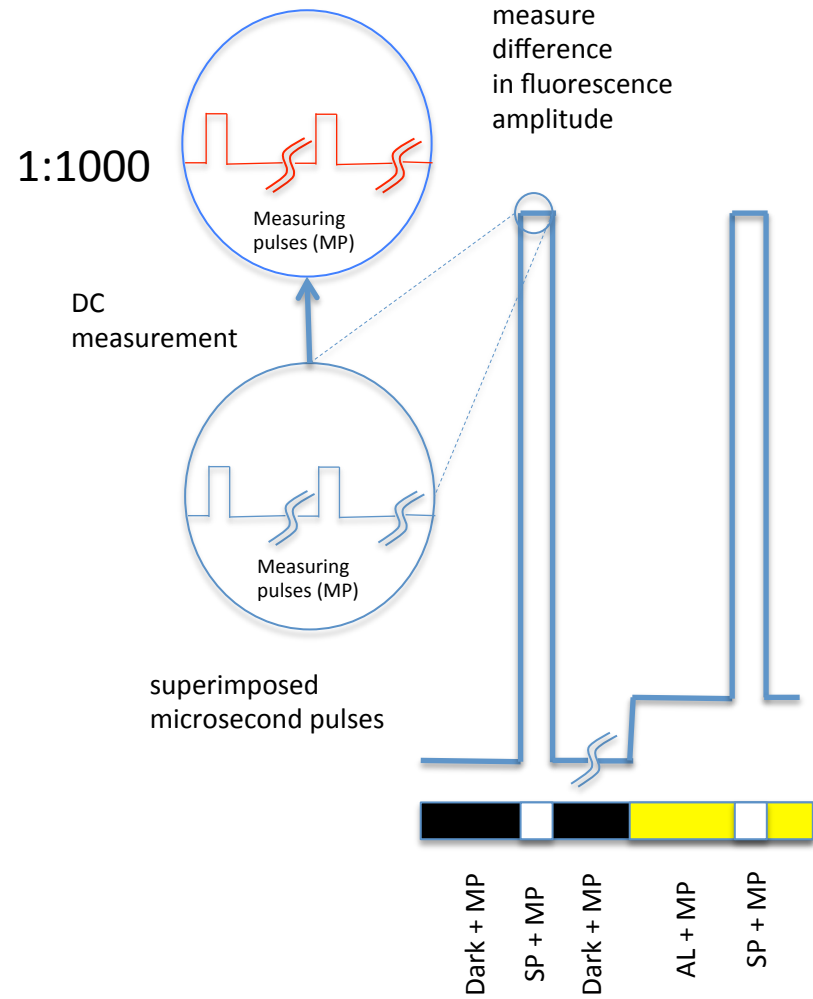 measure
difference
in fluorescence
amplitude
1:1000
Measuring
pulses (MP)
DC
measurement
Measuring
pulses (MP)
superimposed
microsecond pulses
Dark + MP
SP + MP
Dark + MP
AL + MP
SP + MP